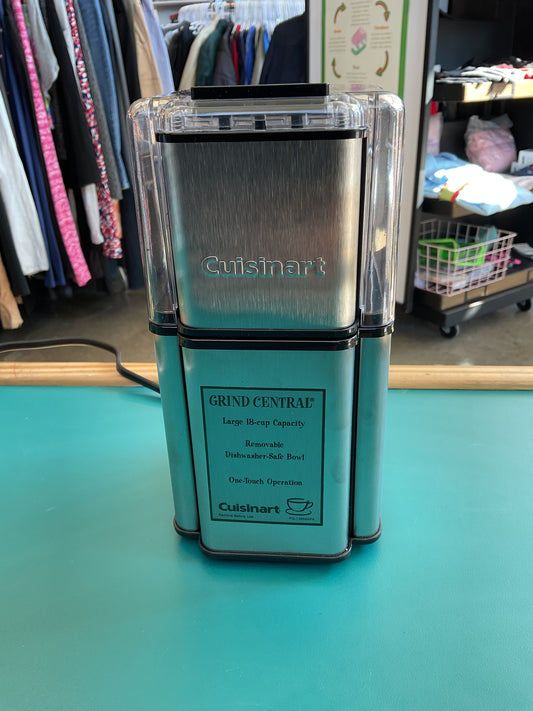 Cuisinart
GRIND CENTRAL®
Large 18-cup Capacity
Removable
Dishwasher-Safe Bowl
One-Touch Operation
Cuisinart